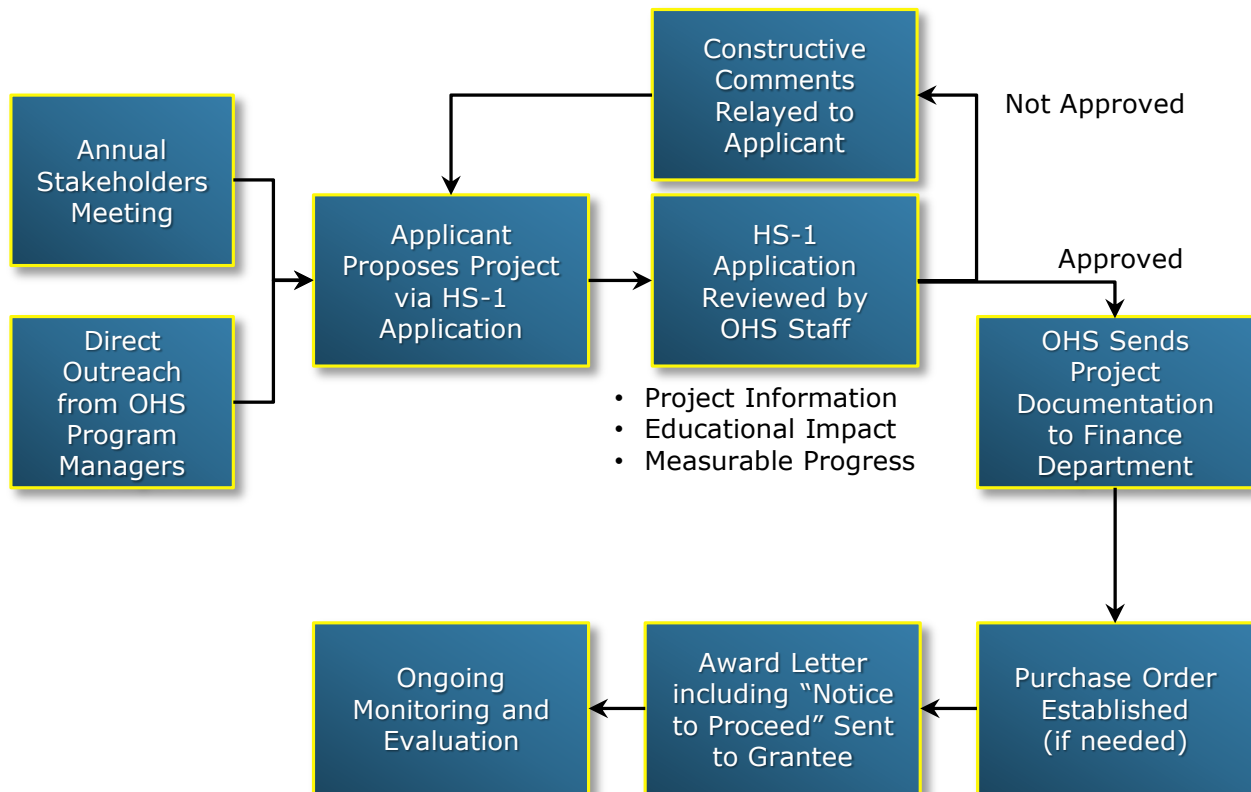 Constructive
Comments
Relayed to
Applicant
Not Approved
Annual
Stakeholders
Meeting
Applicant
Proposes Project
via HS-1
Application
HS-1
Application
Reviewed by
OHS Staff
Approved
Direct
Outreach
from OHS
Program
Managers
• Project Information
• Educational Impact
• Measurable Progress
OHS Sends
Project
Documentation
to Finance
Department
Ongoing
Monitoring and
Evaluation
Award Letter
including “Notice
to Proceed” Sent
to Grantee
Purchase Order
Established
(if needed)